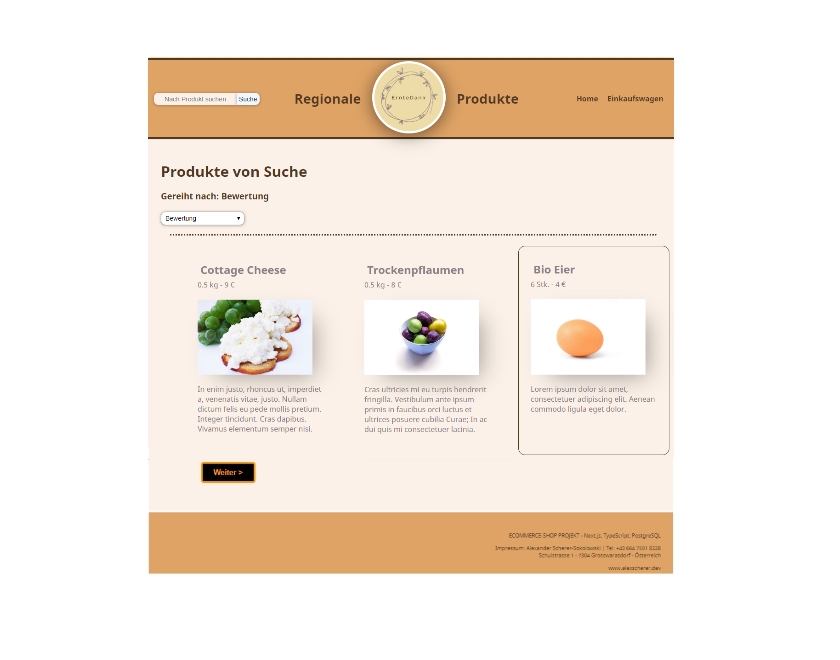 Nach Produkt suchen Suche
Regionale
ErnteDank
Produkte
Home Einkaufswagen
Produkte von Suche
Gereiht nach: Bewertung
Bewertung
Cottage Cheese
0.5 kg - 9 €
In enim justo, rhoncus ut, imperdiet
a, venenatis vitae, justo. Nullam
dictum felis eu pede mollis pretium.
Integer tincidunt. Cras dapibus.
Vivamus elementum semper nisi.
Trockenpflaumen
0.5 kg - 8 €
Cras ultricies mi eu turpis hendrerit
fringilla. Vestibulum ante ipsum
primis in faucibus orci luctus et
ultrices posuere cubilia Curae; In ac
dui quis mi consectetuer lacinia.
Bio Eier
6 Stk. - 4 €
Lorem ipsum dolor sit amet,
consectetuer adipiscing elit. Aenean
commodo ligula eget dolor.
Weiter >
ECOMMERCE SHOP PROJEKT - Next.js, TypeScript, PostgreSQL
Impressum: Alexander Scherer-Sokolowski | Tel: +43 664
Schulstrasse 1 - Grosswarasdorf - Österreich
www.alexscherer.dev